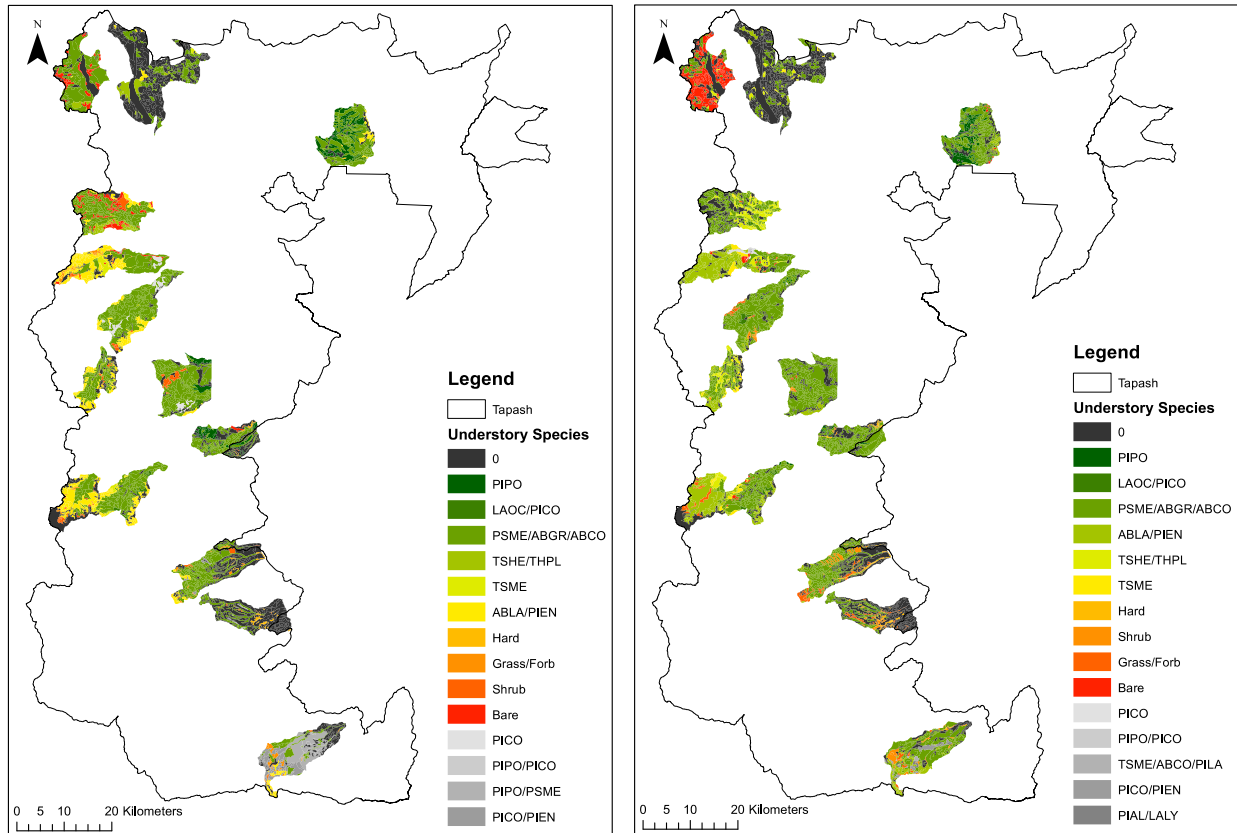 N
Legend
Tapash
Understory Species
0
PIPO
LAOC/PICO
PSME/ABGR/ABCO
TSHE/THPL
TSME
ABLA/PIEN
Hard
Grass/Forb
Shrub
Bare
PICO
PIPO/PICO
PIPO/PSME
PICO/PIEN
0 5 10 20 Kilometers
N
Legend
Tapash
Understory Species
0
PIPO
LAOC/PICO
PSME/ABGR/ABCO
ABLA/PIEN
TSHE/THPL
TSME
Hard
Shrub
Grass/Forb
Bare
PICO
PIPO/PICO
TSME/ABCO/PILA
PICO/PIEN
PIAL/LALY
0 5 10 20 Kilometers